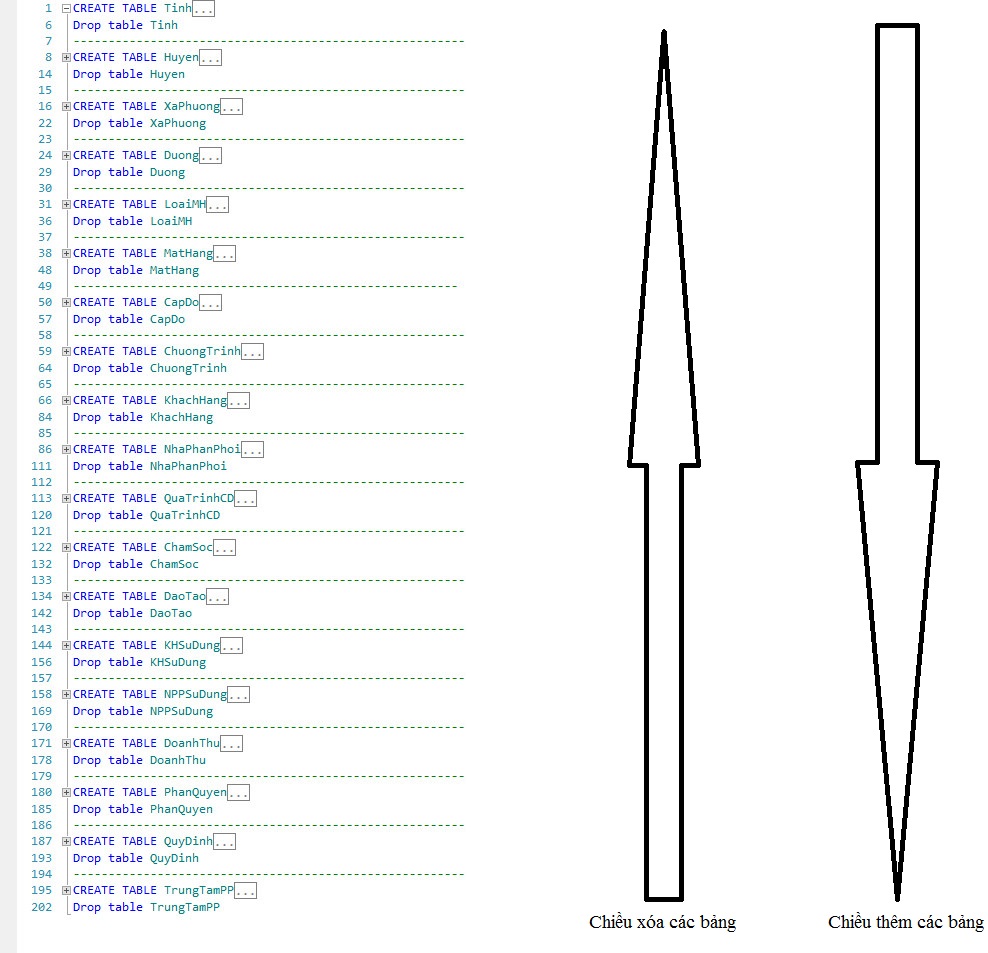 1 CREATE TABLE Tinh...
6 Drop table Tinh
7 --------------------------------------------------------
8 CREATE TABLE Huyen...
14 Drop table Huyen
15 --------------------------------------------------------
16 CREATE TABLE XaPhuong...
22 Drop table XaPhuong
23 --------------------------------------------------------
24 CREATE TABLE Duong...
29 Drop table Duong
30 --------------------------------------------------------
31 CREATE TABLE LoaiMH...
36 Drop table LoaiMH
37 --------------------------------------------------------
38 CREATE TABLE MatHang...
48 Drop table MatHang
49 -------------------------------------------------------
50 CREATE TABLE CapDo...
57 Drop table CapDo
58 --------------------------------------------------------
59 CREATE TABLE ChuongTrinh...
64 Drop table ChuongTrinh
65 --------------------------------------------------------
66 CREATE TABLE KhachHang...
84 Drop table KhachHang
85 --------------------------------------------------------
86 CREATE TABLE NhaPhanPhoi...
111 Drop table NhaPhanPhoi
112 --------------------------------------------------------
113 CREATE TABLE QuaTrinhCD...
120 Drop table QuaTrinhCD
121 --------------------------------------------------------
122 CREATE TABLE ChamSoc...
132 Drop table ChamSoc
133 --------------------------------------------------------
134 CREATE TABLE DaoTao...
142 Drop table DaoTao
143 --------------------------------------------------------
144 CREATE TABLE KHSuDung...
156 Drop table KHSuDung
157 --------------------------------------------------------
158 CREATE TABLE NPPSuDung...
169 Drop table NPPSuDung
170 --------------------------------------------------------
171 CREATE TABLE DoanhThu...
178 Drop table DoanhThu
179 --------------------------------------------------------
180 CREATE TABLE PhanQuyen...
185 Drop table PhanQuyen
186 --------------------------------------------------------
187 CREATE TABLE QuyDinh...
193 Drop table QuyDinh
194 --------------------------------------------------------
195 CREATE TABLE TrungTamPP...
202 Drop table TrungTamPP
Chiều xóa các bảng
Chiều thêm các bảng